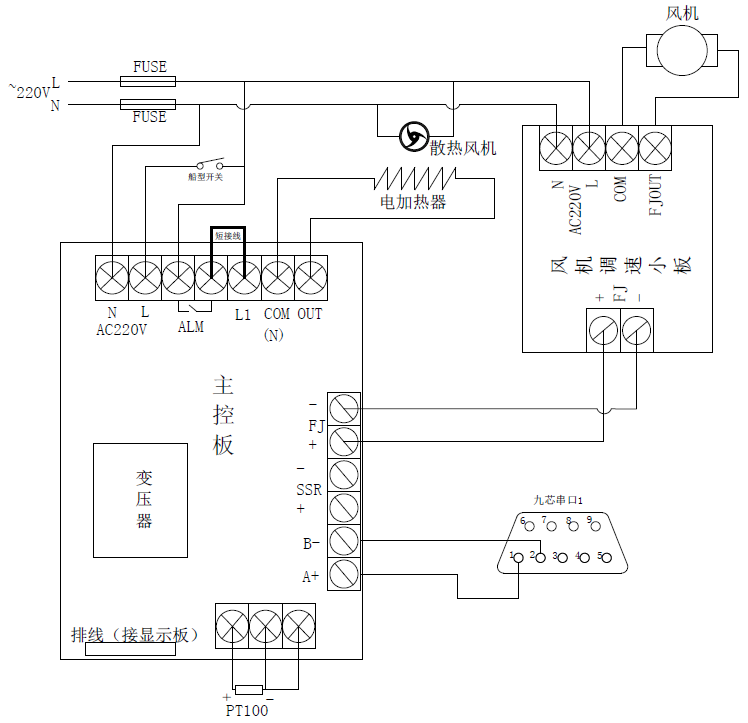 风机
FUSE
~220V
L
N
FUSE
散热风机
船型开关
电加热器
N
AC220V
L
COM
FJOUT
短接线
风机调速小板
+
FJ
-
N
L
AC220V
ALM
L1
COM
(N)
OUT
主控板
-
FJ
+
-
SSR
+
B-
A+
变压器
九芯串口1
6 7 8 9
1 2 3 4 5
排线（接显示板）
+ -
PT100